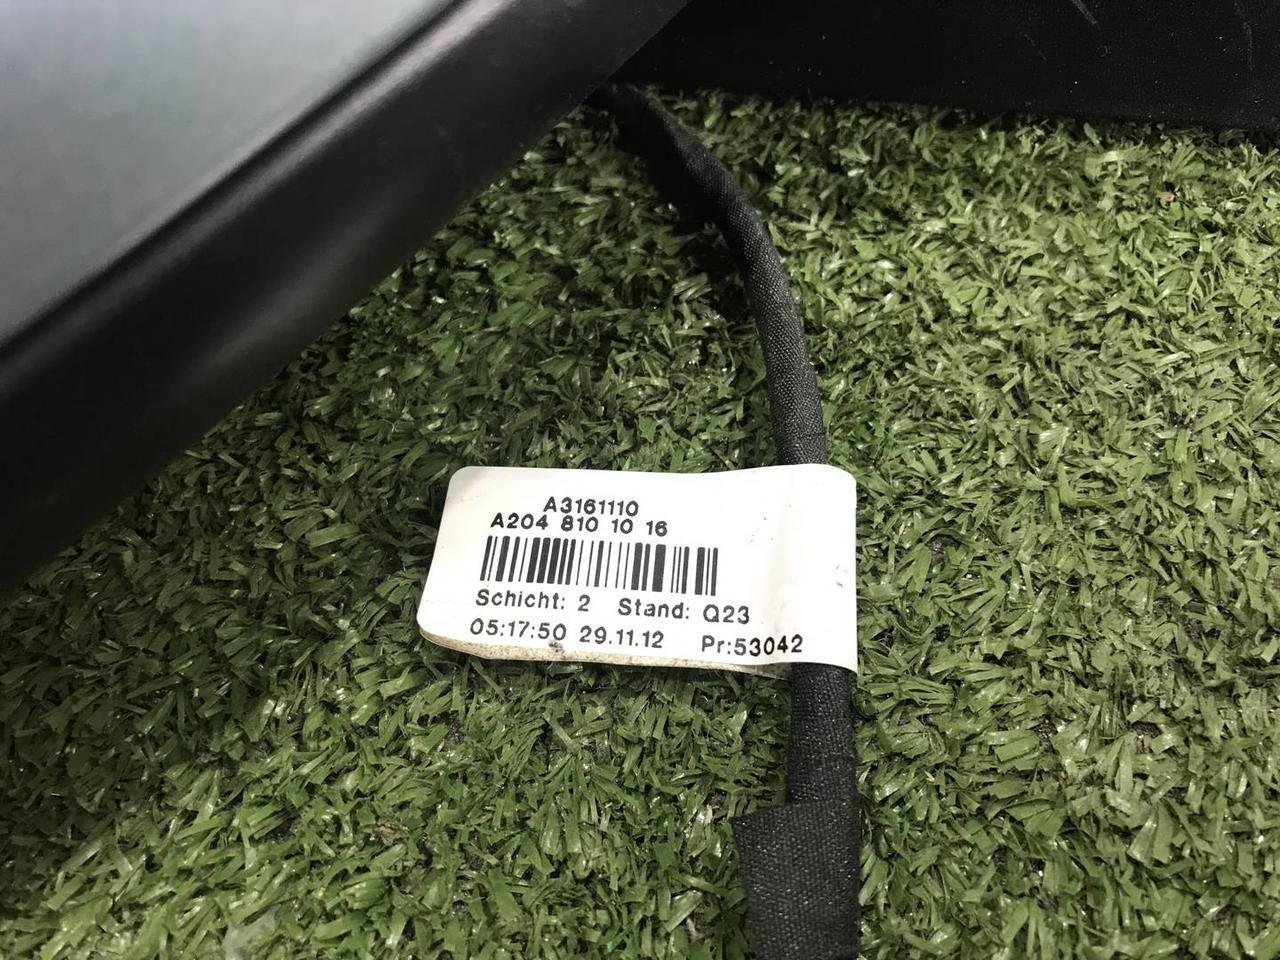 A3161110
A204 810 10 16
Schicht: 2 Stand: Q23
05:17:50 29.11.12 Pr:53042